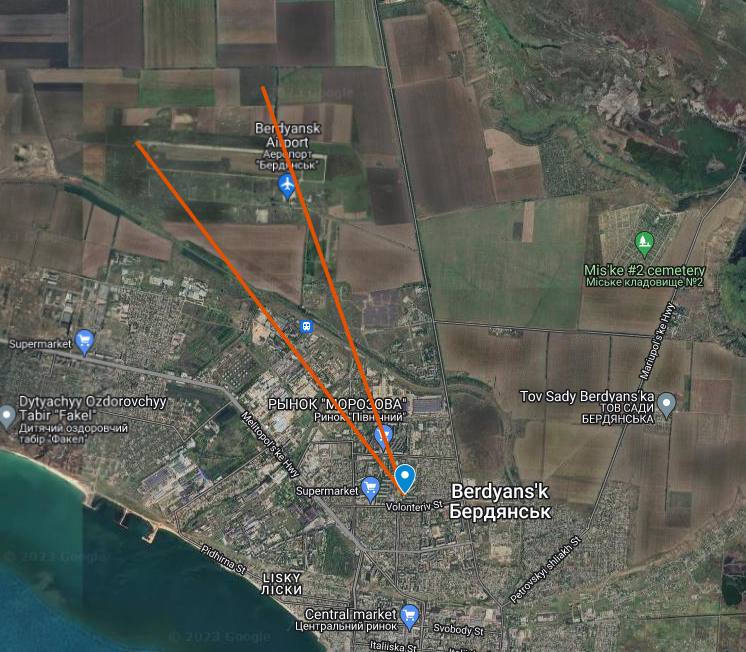 Google
Berdyansk
Airport
Аеропорт
"Бердянськ"
Mis'ke #2 cemetery
Міське кладовище №2
Supermarket
Mariupol's'ke Hwy
Dytyachyy Ozdorovchyy
Tabir "Fakel"
Дитячий оздоровчий
табір "Факел"
РЫНОК "МОРОЗОВА"
Ринок "Північний"
Tov Sady Berdyans'ka
ТОВ САДИ
БЕРДЯНСЬКА
Melitopol's'ke Hwy
Supermarket
Volonteriv St
Berdyans'k
Бердянськ
© 2023 Google
Pidhirna St
Petrovskyi shliakh St
LISKY
ЛІСКИ
Central market
Центральний ринок
Svobody St
© 2023 Google
Italiiska St